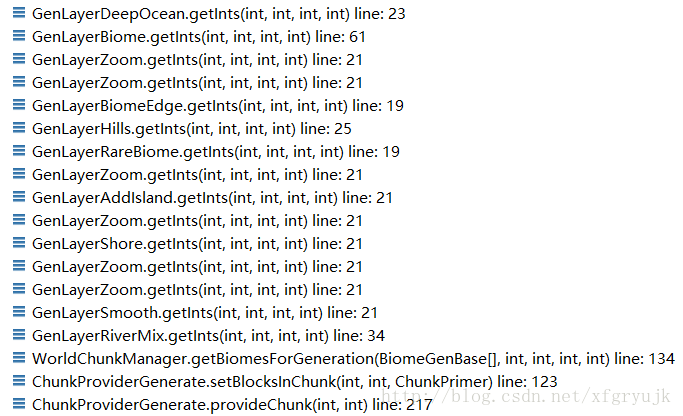 GenLayerDeepOcean.getInts(int, int, int, int) line: 23
GenLayerBiome.getInts(int, int, int, int) line: 61
GenLayerZoom.getInts(int, int, int, int) line: 21
GenLayerZoom.getInts(int, int, int, int) line: 21
GenLayerBiomeEdge.getInts(int, int, int, int) line: 19
GenLayerHills.getInts(int, int, int, int) line: 25
GenLayerRareBiome.getInts(int, int, int, int) line: 19
GenLayerZoom.getInts(int, int, int, int) line: 21
GenLayerAddIsland.getInts(int, int, int, int) line: 21
GenLayerZoom.getInts(int, int, int, int) line: 21
GenLayerShore.getInts(int, int, int, int) line: 21
GenLayerZoom.getInts(int, int, int, int) line: 21
GenLayerZoom.getInts(int, int, int, int) line: 21
GenLayerSmooth.getInts(int, int, int, int) line: 21
GenLayerRiverMix.getInts(int, int, int, int) line: 34
WorldChunkManager.getBiomesForGeneration(BiomeGenBase[], int, int, int, int) line: 134
ChunkProviderGenerate.setBlocksInChunk(int, int, ChunkPrimer) line: 123
ChunkProviderGenerate.provideChunk(int, int) line: 217
http://blog.csdn.net/xfgryujk